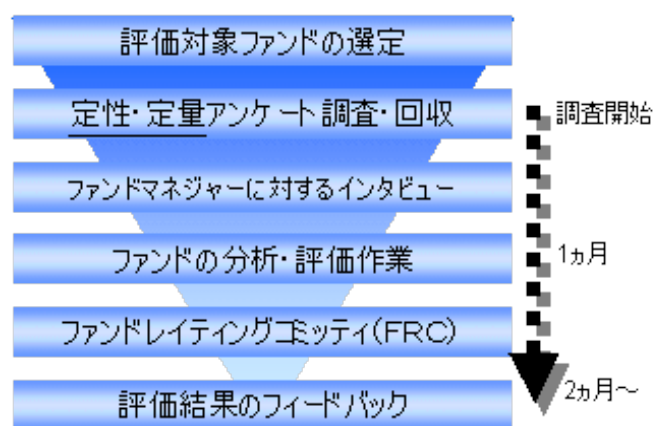 評価対象ファンドの選定
定性・定量アンケート調査・回収
調査開始
ファンドマネジャーに対するインタビュー
ファンドの分析・評価作業
1ヵ月
ファンドレイティングコミッティ(FRC)
2ヵ月～
評価結果のフィードバック